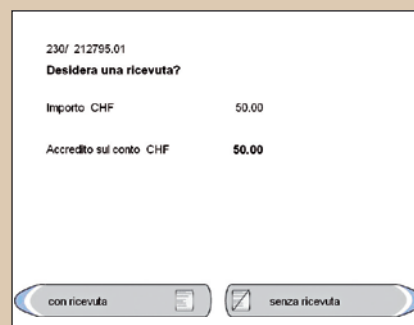 230/ 212795.01
Desidera una ricevuta?
Importo CHF 50.00
Accredito sul conto CHF 50.00
con ricevuta senza ricevuta